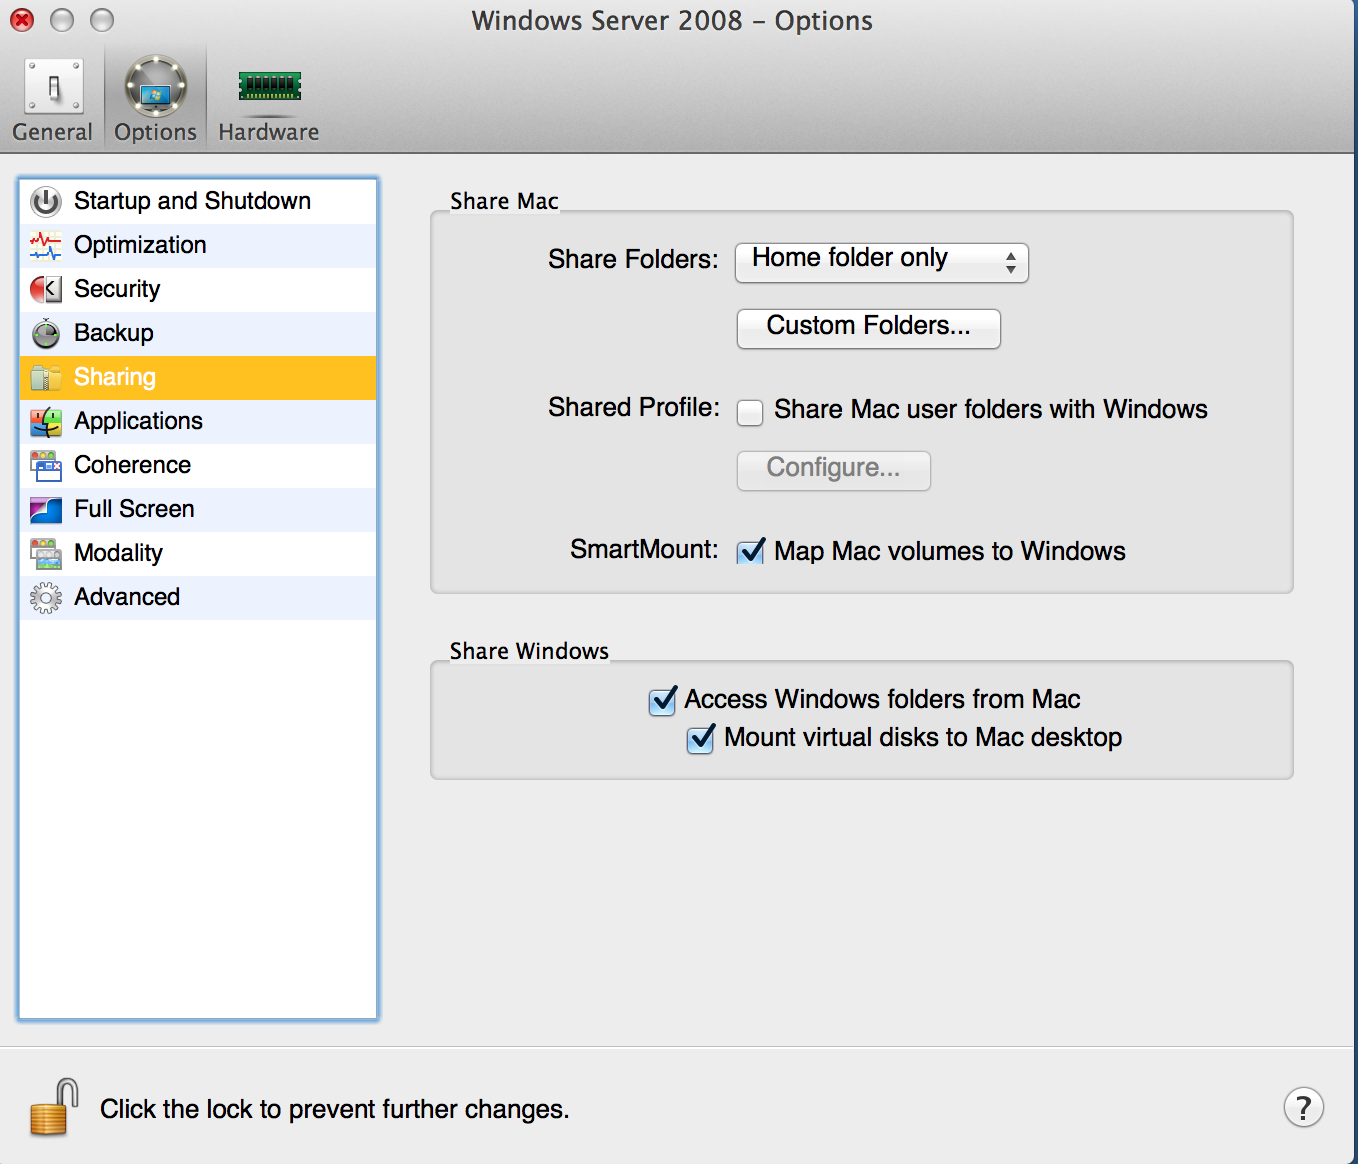 Windows Server 2008 – Options
General
Options
Hardware
Startup and Shutdown
Optimization
Security
Backup
Sharing
Applications
Coherence
Full Screen
Modality
Advanced
Share Mac
Share Folders: Home folder only
Custom Folders...
Shared Profile: Share Mac user folders with Windows
Configure...
SmartMount: Map Mac volumes to Windows
Share Windows
Access Windows folders from Mac
Mount virtual disks to Mac desktop
Click the lock to prevent further changes.
?